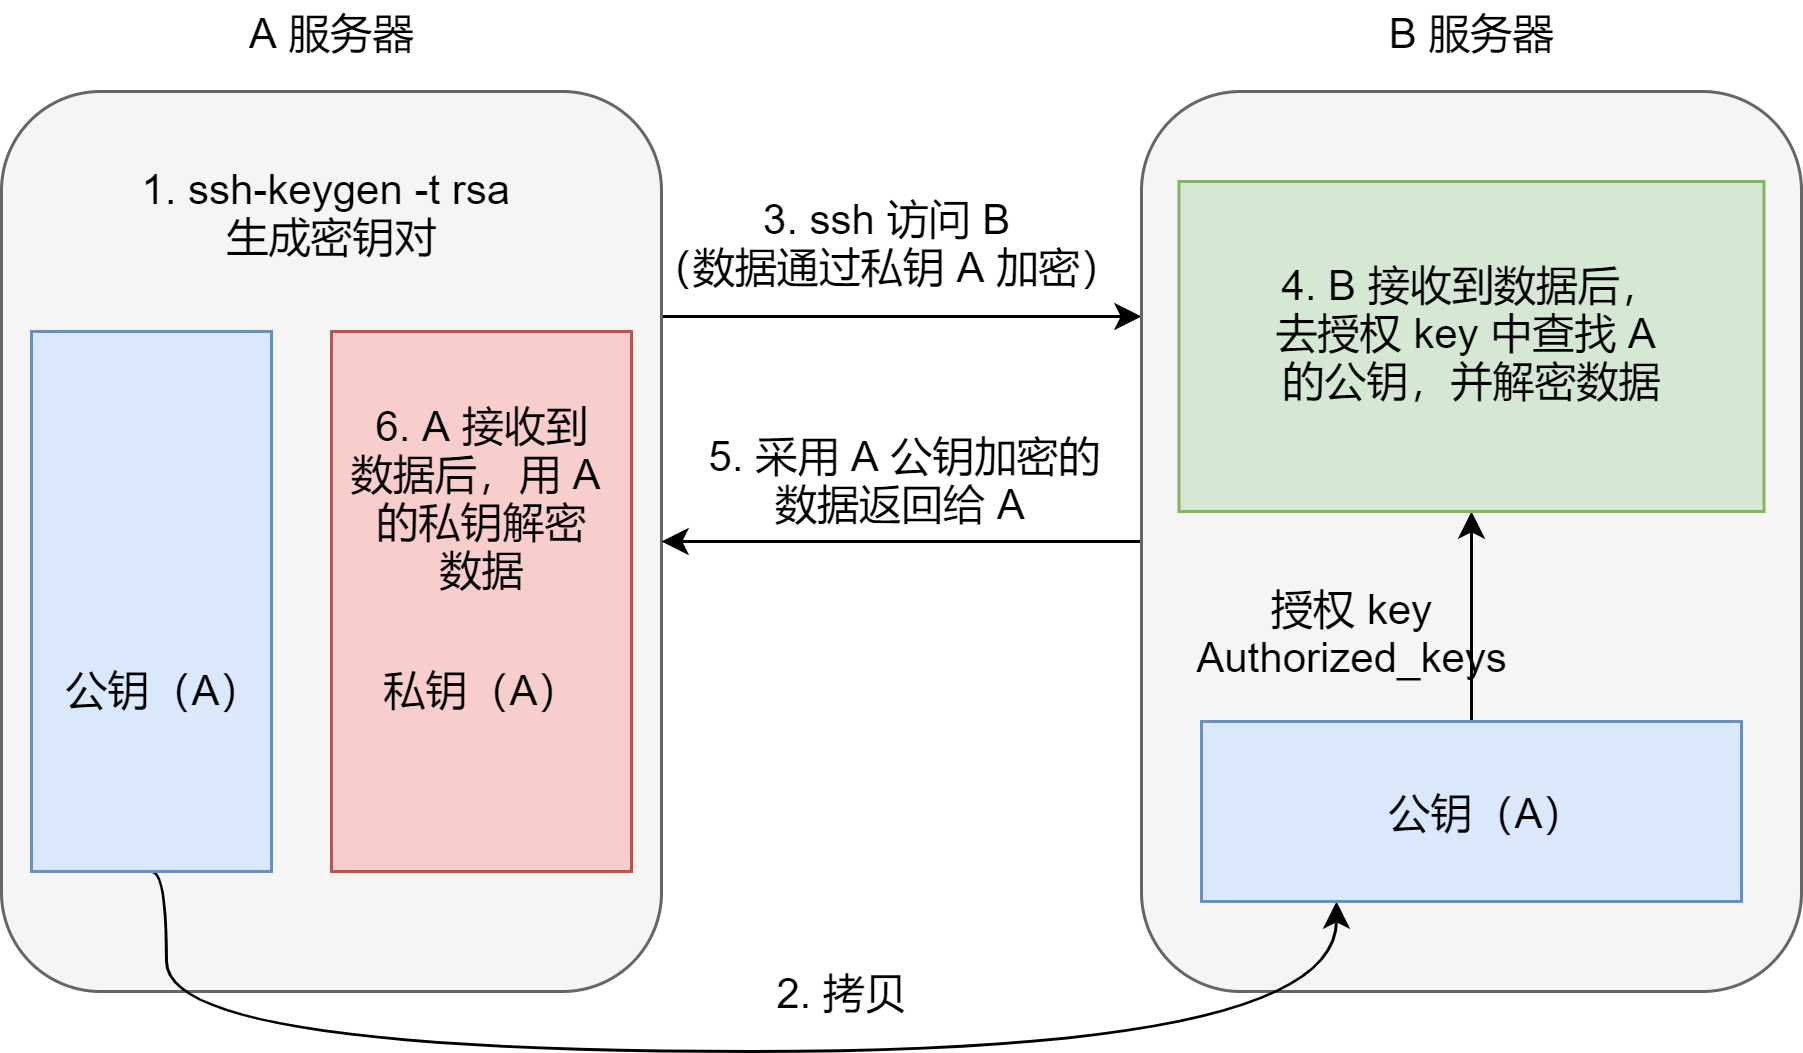 A 服务器
B 服务器
1. ssh-keygen -t rsa
生成密钥对
3. ssh 访问 B
（数据通过私钥 A 加密）
4. B 接收到数据后，
去授权 key 中查找 A
的公钥，并解密数据
6. A 接收到
数据后，用 A
的私钥解密
数据
5. 采用 A 公钥加密的
数据返回给 A
授权 key
Authorized_keys
公钥（A）
私钥（A）
公钥（A）
2. 拷贝